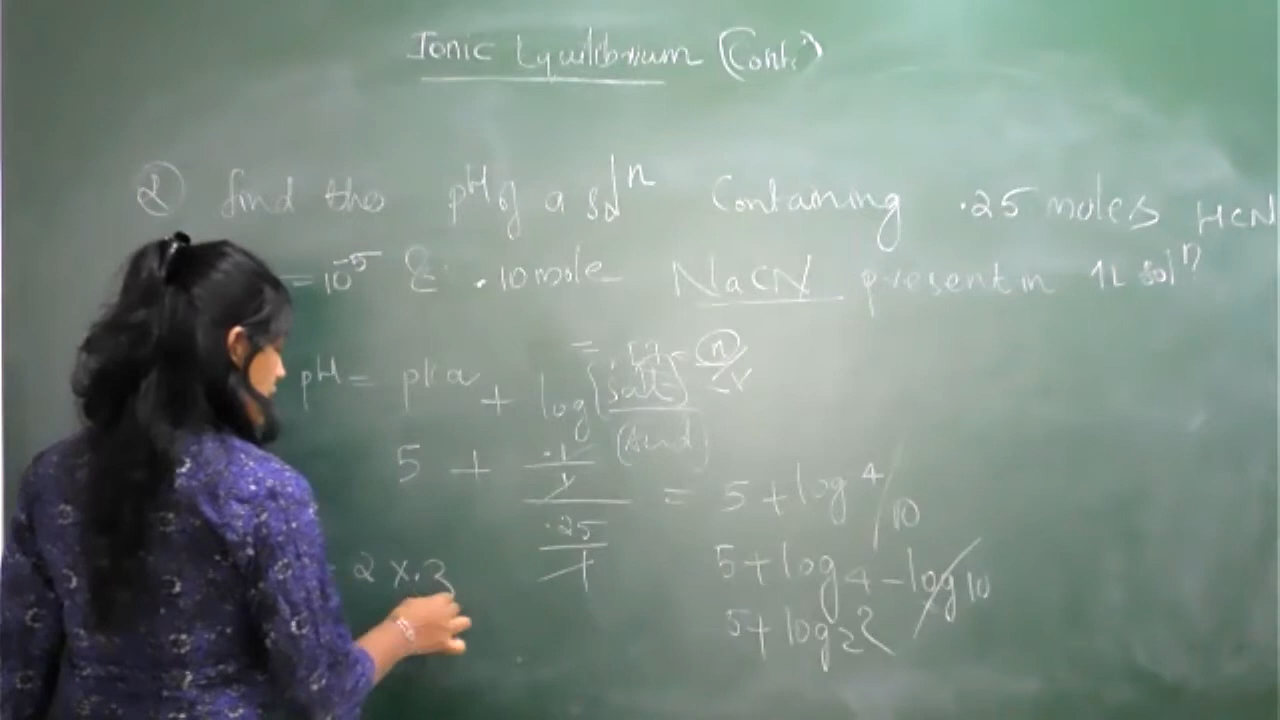 Ionic Equilibrium (Cont.)
Q find the pH of a solⁿ Containing .25 moles HCN
= 10⁻⁵ & .10 mole NaCN present in 1L solⁿ
pH = pka + log [salt]
(Acid)
n/V
5 + .1/1
.25/1
= 5 + log 4/10
5 + log 4 - log 10
5 + log 2²
2 x .3